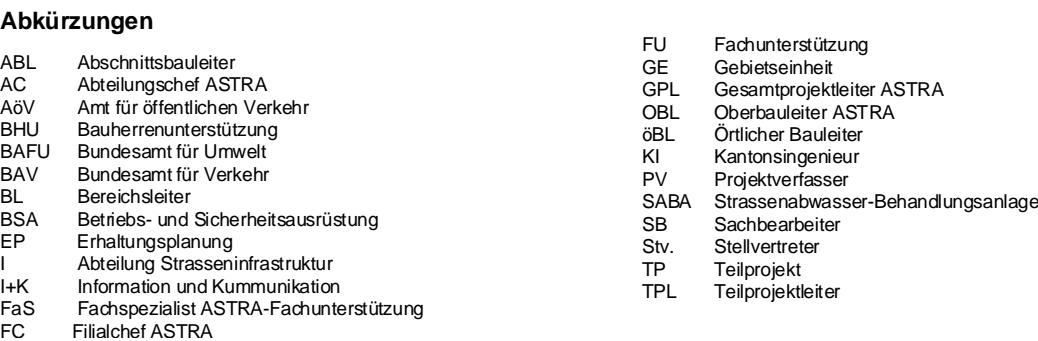 Abkürzungen
ABL Abschnittsbauleiter
AC Abteilungschef ASTRA
AöV Amt für öffentlichen Verkehr
BHU Bauherrenunterstützung
BAFU Bundesamt für Umwelt
BAV Bundesamt für Verkehr
BL Bereichsleiter
BSA Betriebs- und Sicherheitsausrüstung
EP Erhaltungsplanung
I Abteilung Strasseninfrastruktur
I+K Information und Kummunikation
FaS Fachspezialist ASTRA-Fachunterstützung
FC Filialchef ASTRA
FU Fachunterstützung
GE Gebietseinheit
GPL Gesamtprojektleiter ASTRA
OBL Oberbauleiter ASTRA
öBL Örtlicher Bauleiter
KI Kantonsingenieur
PV Projektverfasser
SABA Strassenabwasser-Behandlungsanlage
SB Sachbearbeiter
Stv. Stellvertreter
TP Teilprojekt
TPL Teilprojektleiter